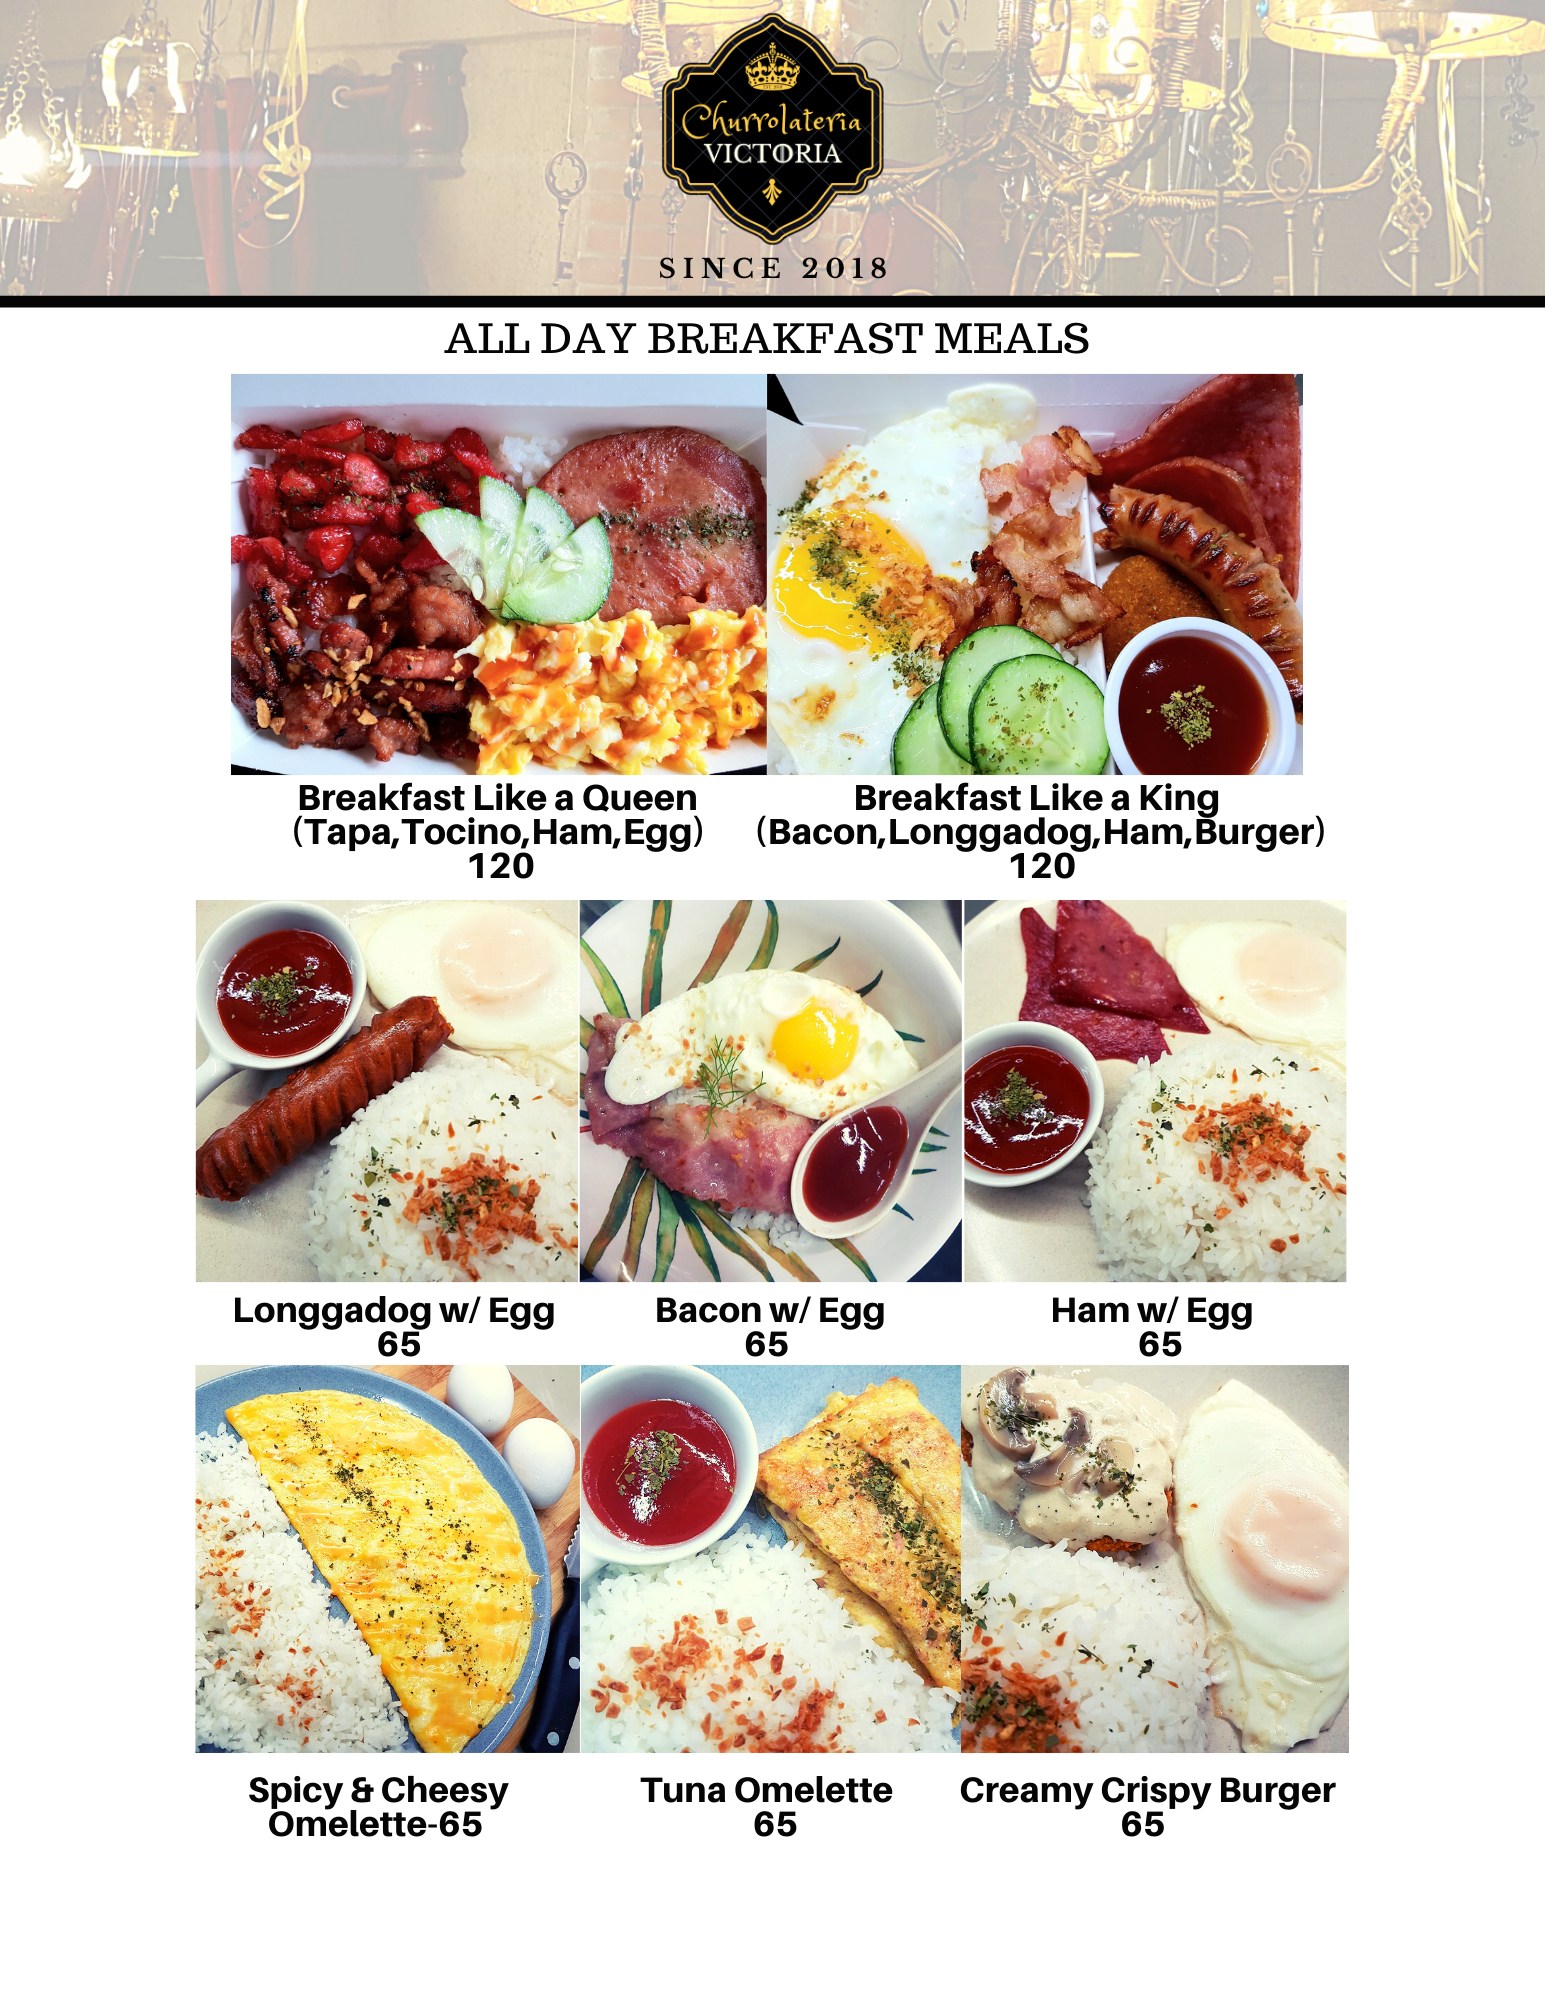 Churrolateria
VICTORIA
SINCE 2018
ALL DAY BREAKFAST MEALS
Breakfast Like a Queen
(Tapa,Tocino,Ham,Egg)
120
Breakfast Like a King
(Bacon,Longgadog,Ham,Burger)
120
Longgadog w/ Egg
65
Bacon w/ Egg
65
Ham w/ Egg
65
Spicy & Cheesy
Omelette-65
Tuna Omelette
65
Creamy Crispy Burger
65